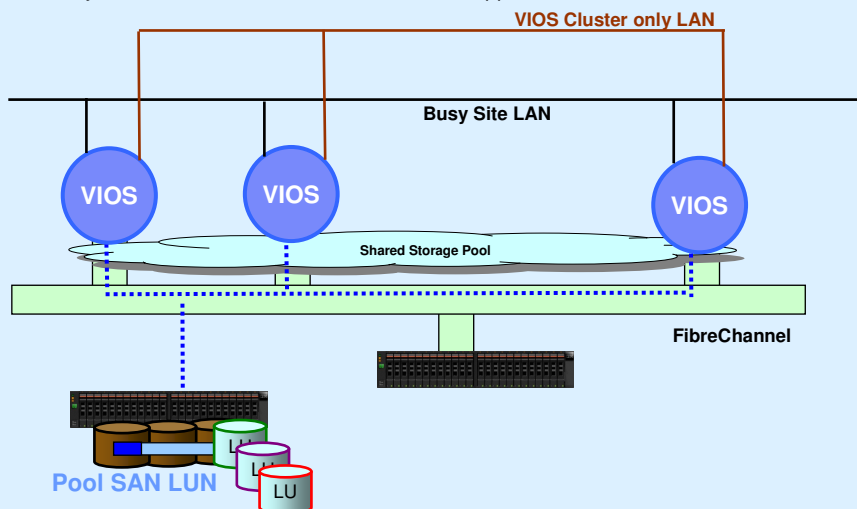 VIOS Cluster only LAN
Busy Site LAN
VIOS
VIOS
VIOS
Shared Storage Pool
FibreChannel
LU
LU
LU
Pool SAN LUN